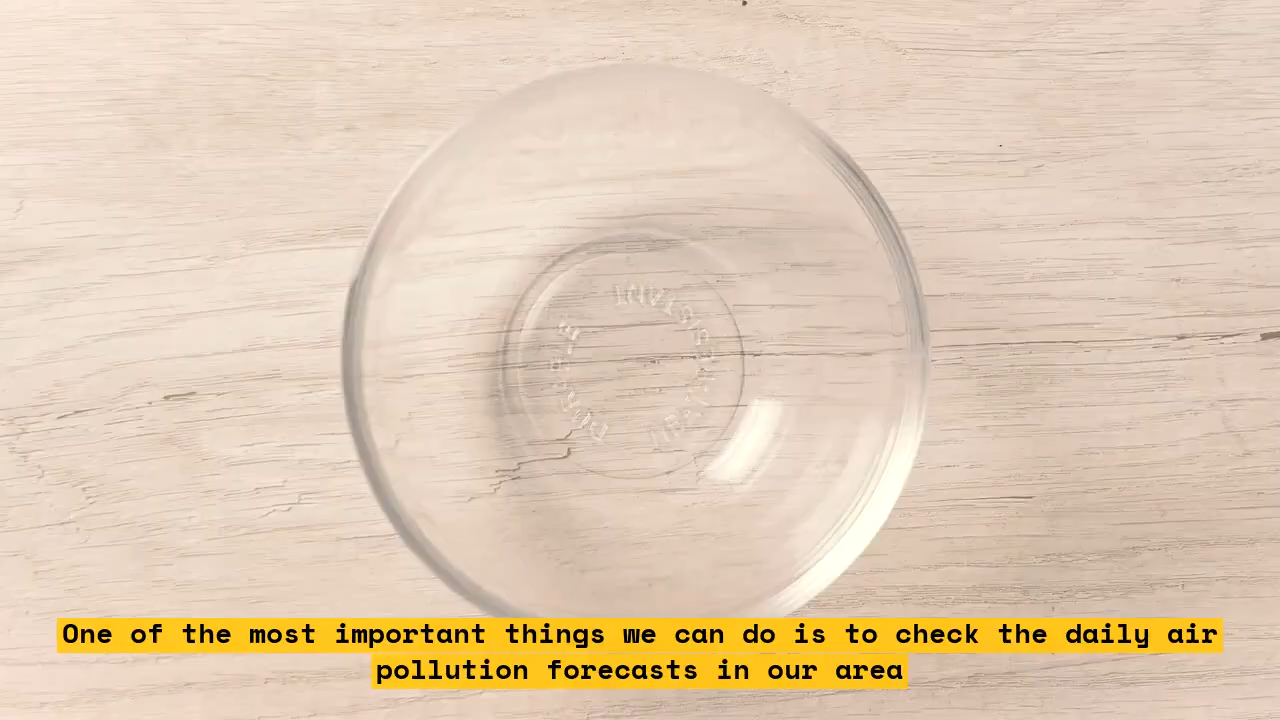 One of the most important things we can do is to check the daily air
pollution forecasts in our area